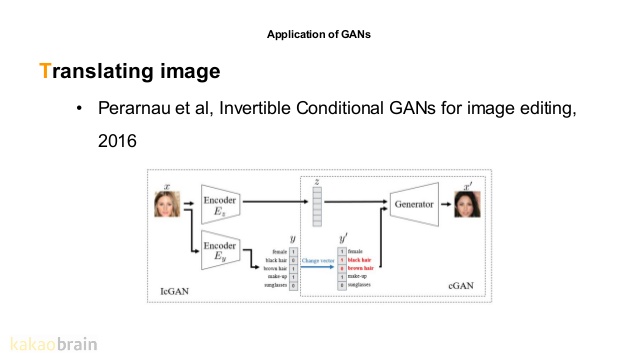 Application of GANs
Translating image
• Perarnau et al, Invertible Conditional GANs for image editing,
2016
x
Encoder
E_z
z
Generator
x'
Encoder
E_y
y
y'
female 1
black hair 0
brown hair 1
make-up 1
sunglasses 0
Change vector
1 female
1 black hair
0 brown hair
1 make-up
0 sunglasses
IcGAN
cGAN
kakaobrain